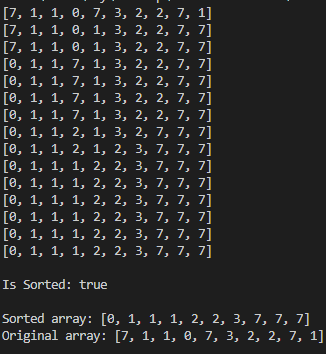 [7, 1, 1, 0, 7, 3, 2, 2, 7, 1]
[7, 1, 1, 0, 1, 3, 2, 2, 7, 7]
[7, 1, 1, 0, 1, 3, 2, 2, 7, 7]
[0, 1, 1, 7, 1, 3, 2, 2, 7, 7]
[0, 1, 1, 7, 1, 3, 2, 2, 7, 7]
[0, 1, 1, 7, 1, 3, 2, 2, 7, 7]
[0, 1, 1, 7, 1, 3, 2, 2, 7, 7]
[0, 1, 1, 2, 1, 3, 2, 7, 7, 7]
[0, 1, 1, 2, 1, 2, 3, 7, 7, 7]
[0, 1, 1, 1, 2, 2, 3, 7, 7, 7]
[0, 1, 1, 1, 2, 2, 3, 7, 7, 7]
[0, 1, 1, 1, 2, 2, 3, 7, 7, 7]
[0, 1, 1, 1, 2, 2, 3, 7, 7, 7]
[0, 1, 1, 1, 2, 2, 3, 7, 7, 7]
[0, 1, 1, 1, 2, 2, 3, 7, 7, 7]
Is Sorted: true
Sorted array: [0, 1, 1, 1, 2, 2, 3, 7, 7, 7]
Original array: [7, 1, 1, 0, 7, 3, 2, 2, 7, 1]